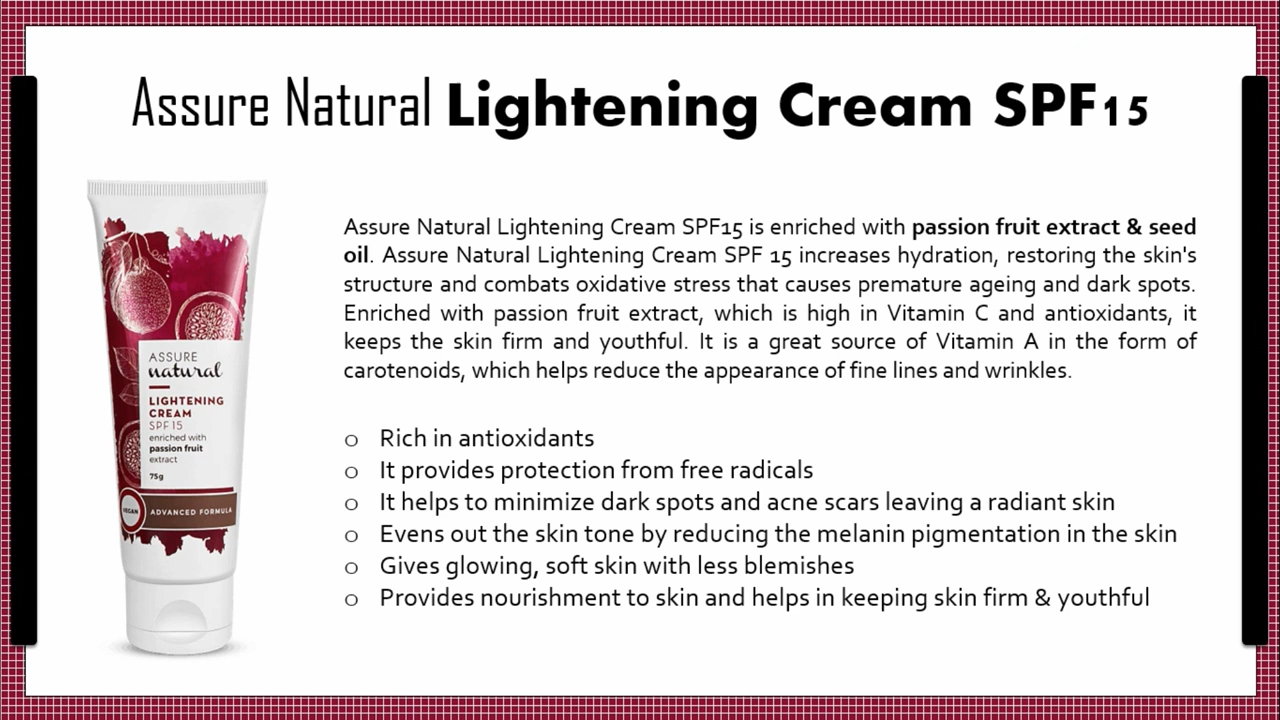 Assure Natural Lightening Cream SPF15
Assure Natural Lightening Cream SPF15 is enriched with passion fruit extract & seed
oil. Assure Natural Lightening Cream SPF 15 increases hydration, restoring the skin's
structure and combats oxidative stress that causes premature ageing and dark spots.
Enriched with passion fruit extract, which is high in Vitamin C and antioxidants, it
keeps the skin firm and youthful. It is a great source of Vitamin A in the form of
carotenoids, which helps reduce the appearance of fine lines and wrinkles.
o Rich in antioxidants
o It provides protection from free radicals
o It helps to minimize dark spots and acne scars leaving a radiant skin
o Evens out the skin tone by reducing the melanin pigmentation in the skin
o Gives glowing, soft skin with less blemishes
o Provides nourishment to skin and helps in keeping skin firm & youthful
ASSURE
natural
LIGHTENING
CREAM
SPF 15
enriched with
passion fruit
extract
75g
VEGAN
ADVANCED FORMULA